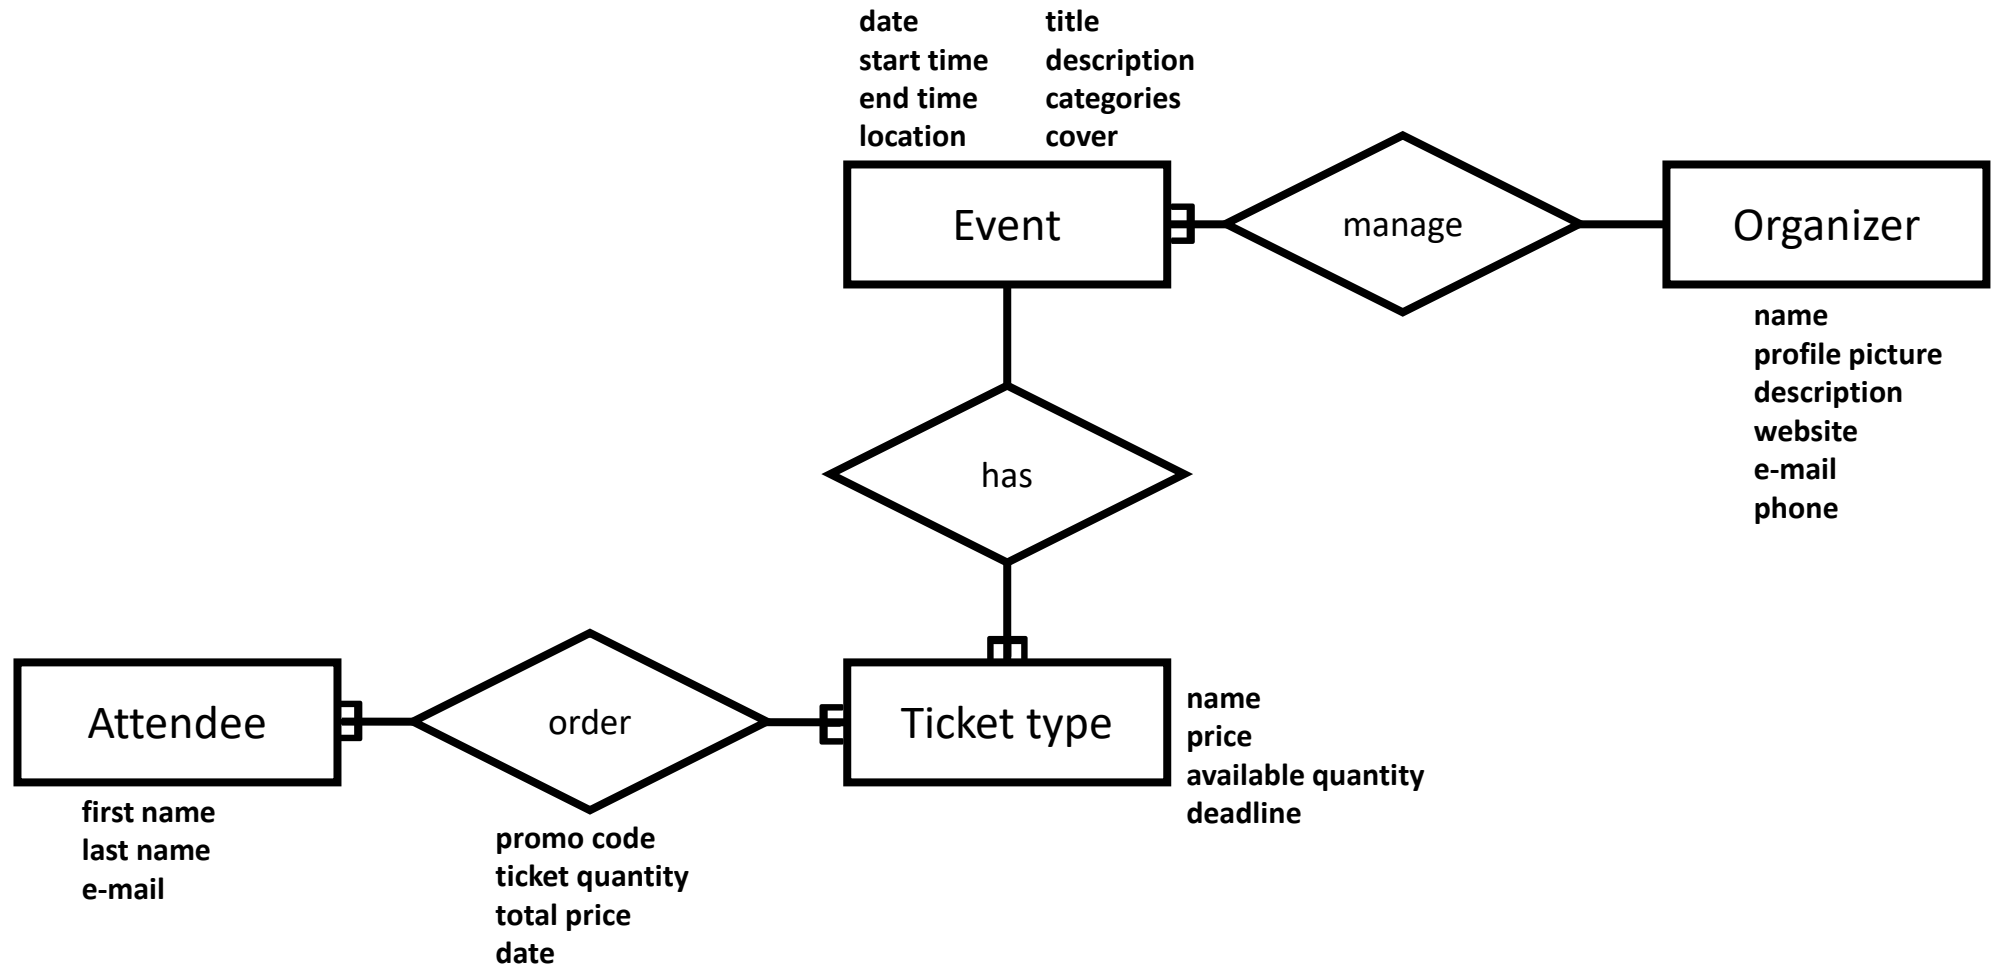 date
start time
end time
location
title
description
categories
cover
Event
manage
Organizer
name
profile picture
description
website
e-mail
phone
has
Attendee
order
Ticket type
name
price
available quantity
deadline
first name
last name
e-mail
promo code
ticket quantity
total price
date